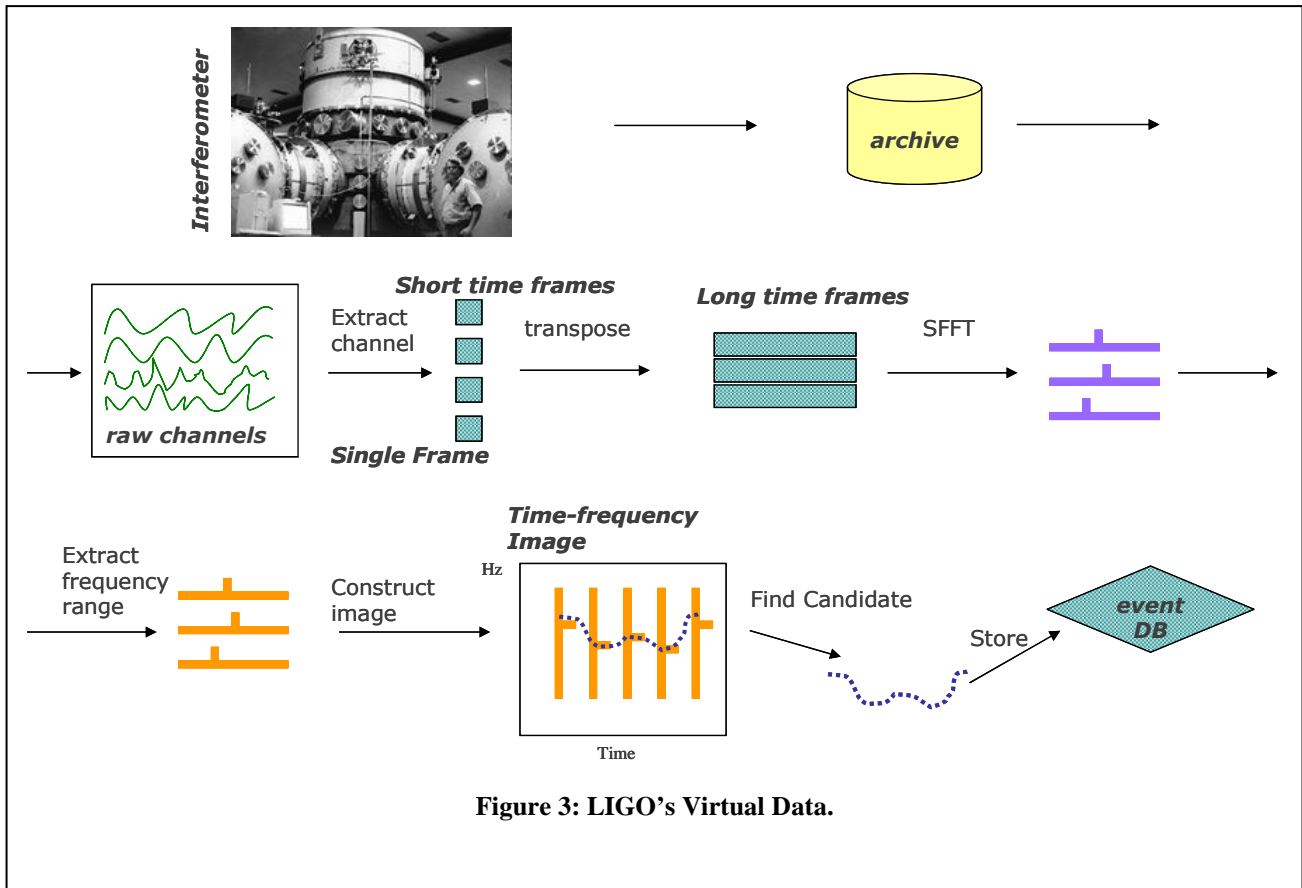 Interferometer
archive
Short time frames
Extract
channel
transpose
Long time frames
SFFT
raw channels
Single Frame
Time-frequency
Image
Extract
frequency
range
Construct
image
Hz
Find Candidate
Store
event
DB
Time
Figure 3: LIGO’s Virtual Data.